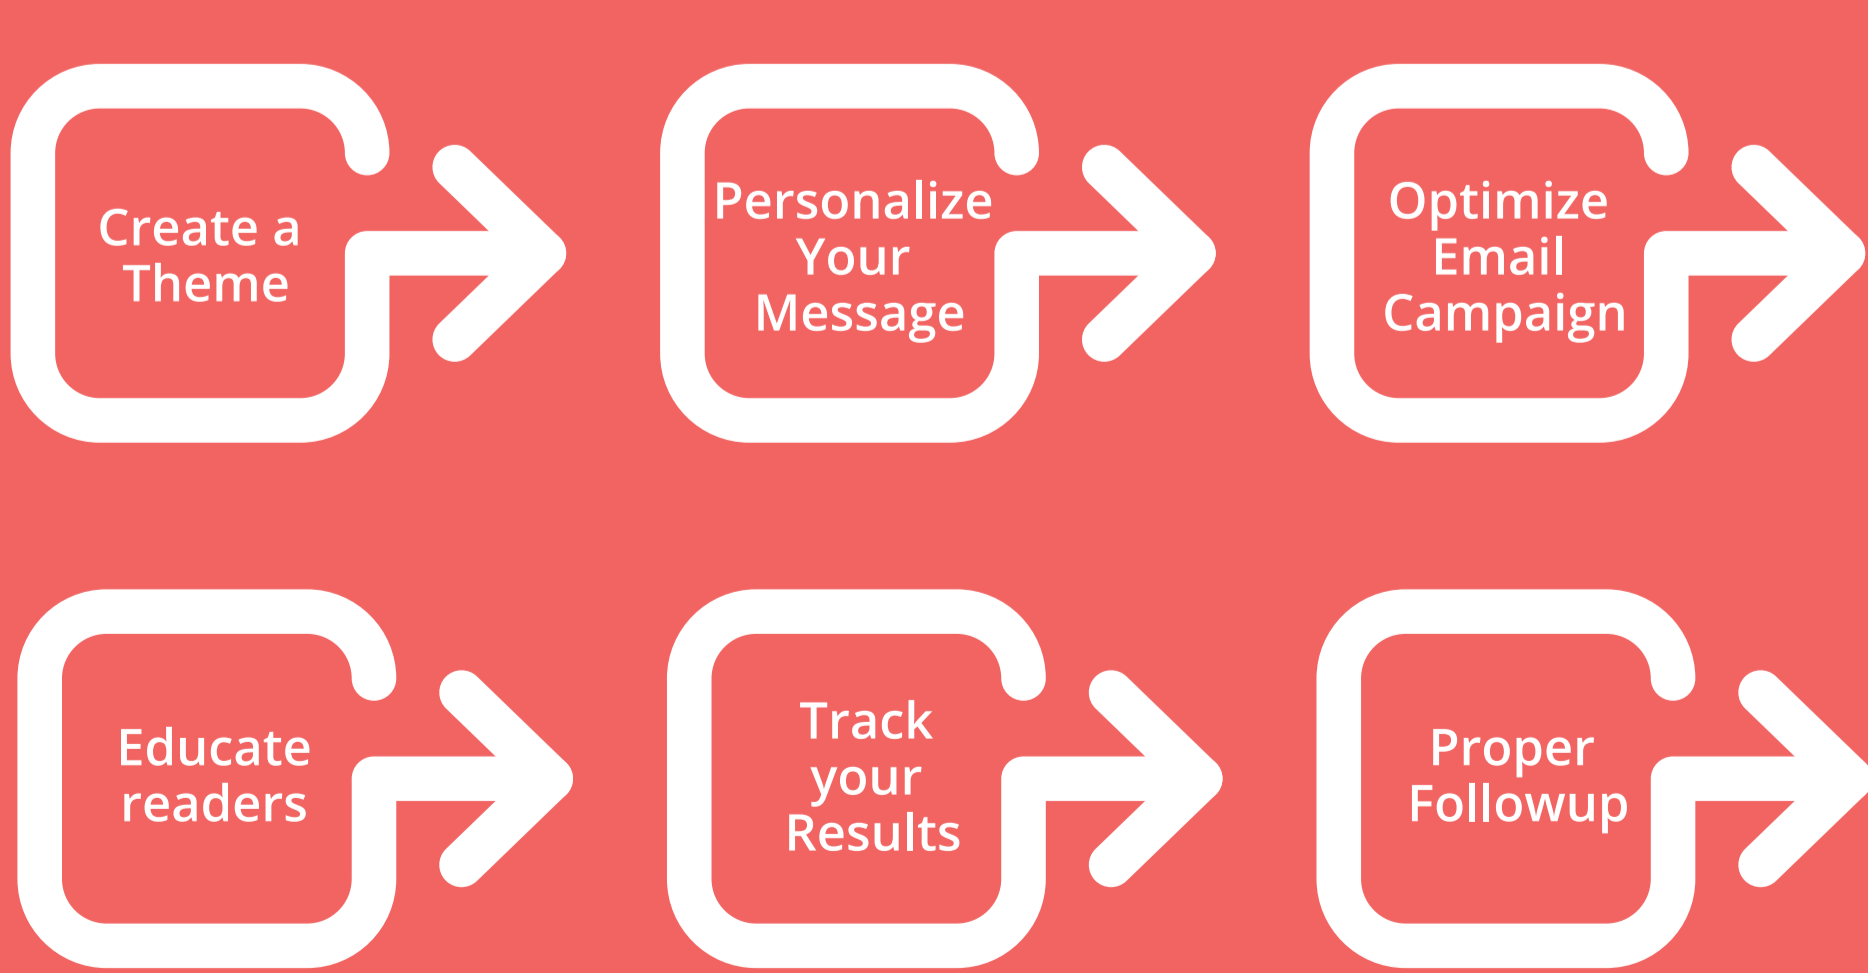 Create a
Theme
Personalize
Your
Message
Optimize
Email
Campaign
Educate
readers
Track
your
Results
Proper
Followup